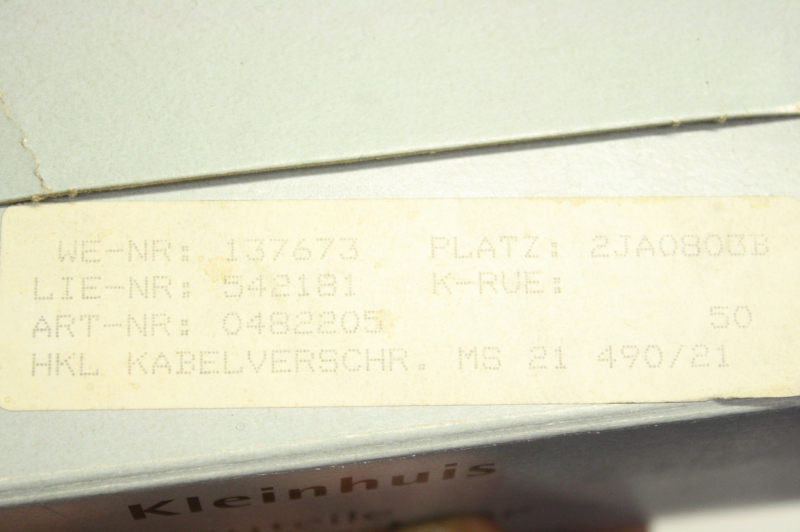 WE-NR: 137673 PLATZ: 2JA0803B
LIE-NR: 542181 K-RUE:
ART-NR: 0482205 50
HKL KABELVERSCHR. MS 21 490/21
Kleinhuis